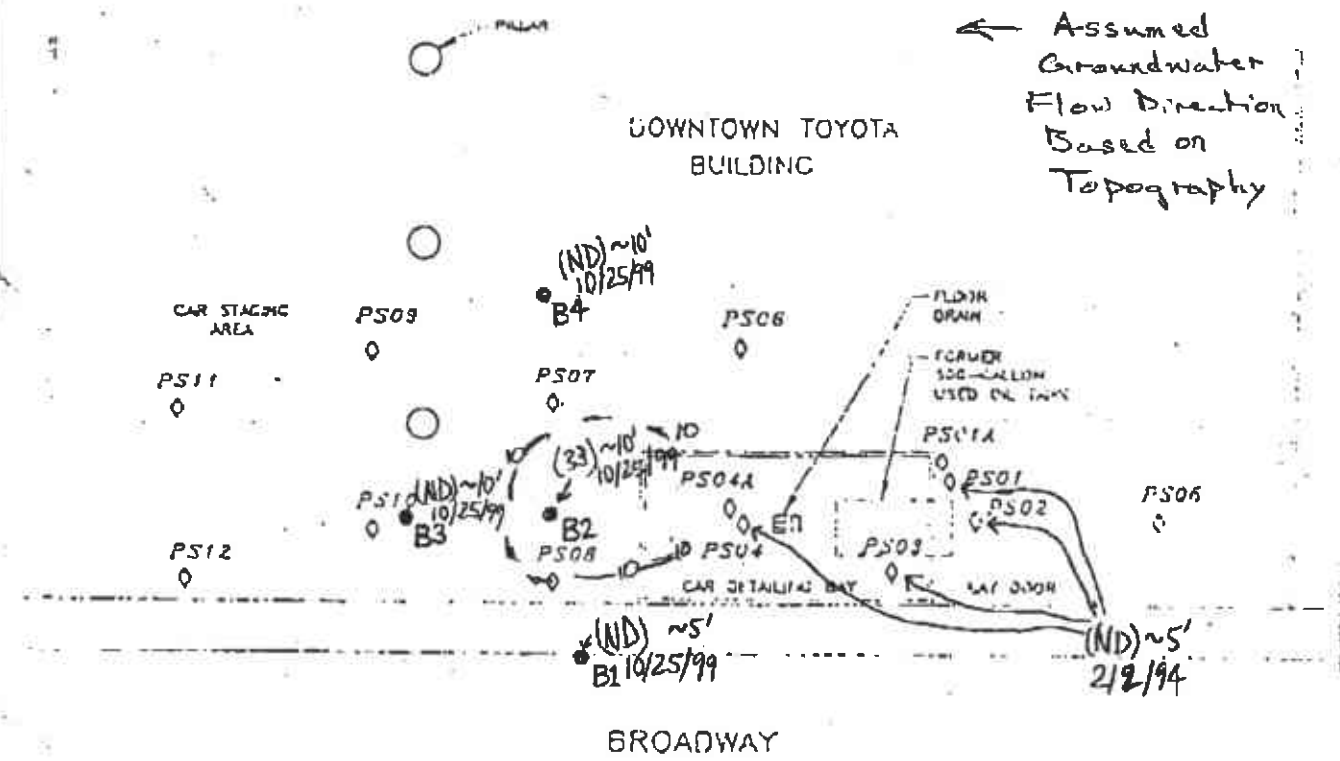 PILLAR
← Assumed
Groundwater
Flow Direction
Based on
Topography
DOWNTOWN TOYOTA
BUILDING
(ND) ~10'
10/25/99
B4
CAR STAGING
AREA
PS09
PS06
FLOOR
DRAIN
FORMER
USED OIL TANK
PS11
PS07
10
10
(33) ~10'
10/25/99
PS01A
PS01
PS04A
PS02
PS06
PS10
(ND) ~10'
10/25/99
B3
B2
PS08
10
10
PS04
PS03
PS12
CAR DETAILING BAY
BAY DOOR
(ND) ~5'
B1 10/25/99
(ND) ~5'
2/2/94
BROADWAY